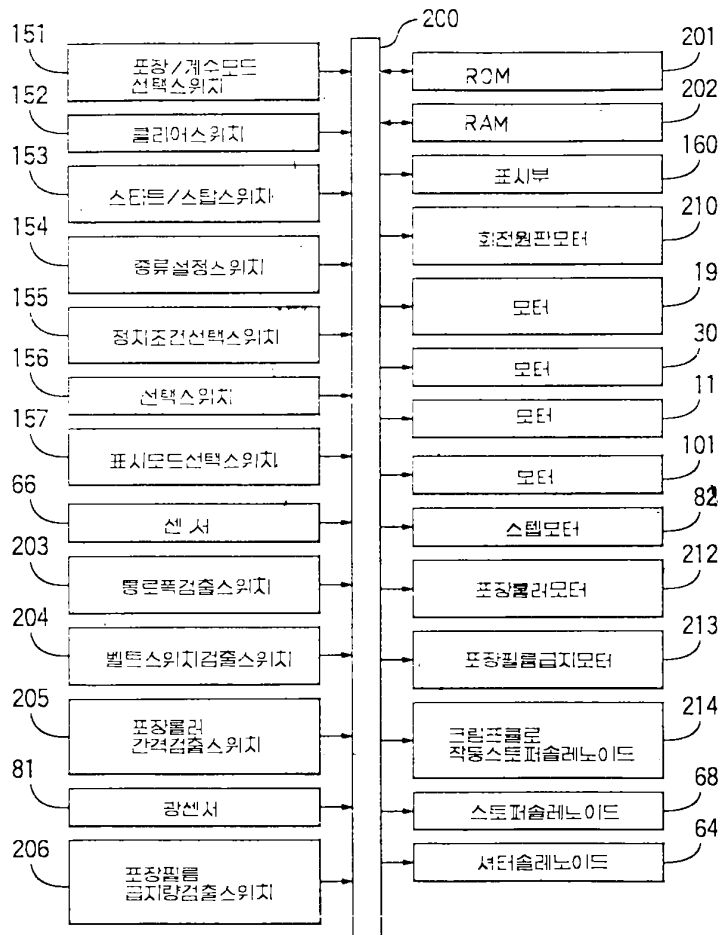 200
151
포장/계수모드
선택스위치
152
클리어스위치
153
스타트/스탑스위치
154
종류설정스위치
155
정지조건선택스위치
156
선택스위치
157
표시모드선택스위치
66
센서
203
통로폭검출스위치
204
벨트스위치검출스위치
205
포장롤러
간격검출스위치
81
광센서
206
포장필름
급지량검출스위치
ROM
201
RAM
202
표시부
160
회전원판모터
210
모터
19
모터
30
모터
11
모터
101
스텝모터
82
포장롤러모터
212
포장필름급지모터
213
크림프클로
작동스토퍼솔레노이드
214
스토퍼솔레노이드
68
셔터솔레노이드
64